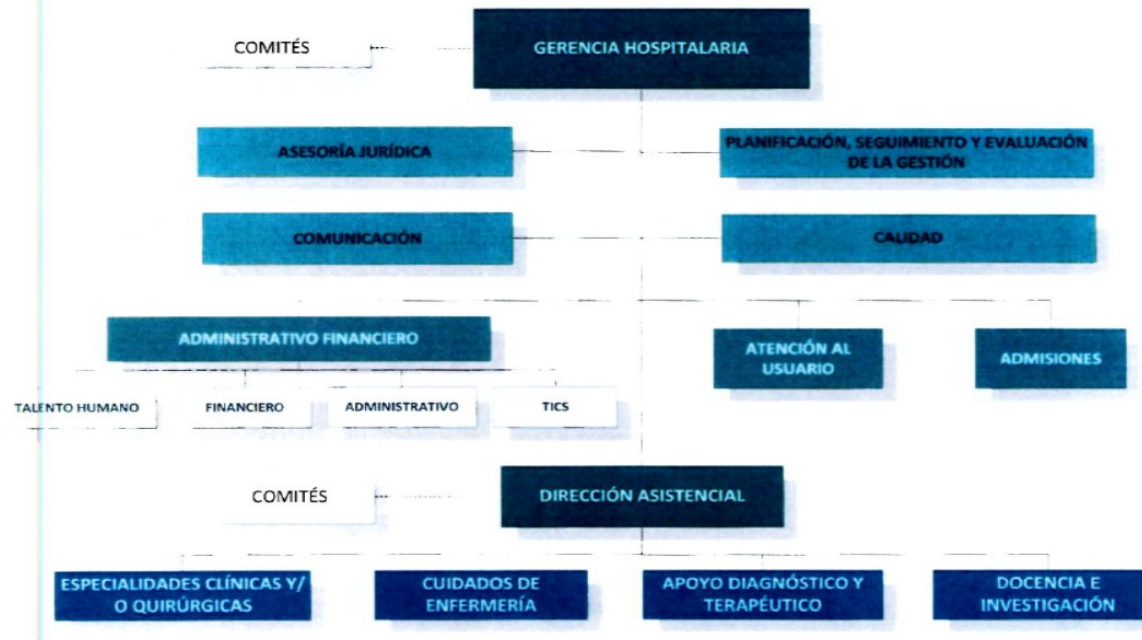 COMITÉS
GERENCIA HOSPITALARIA
ASESORÍA JURÍDICA
PLANIFICACIÓN, SEGUIMIENTO Y EVALUACIÓN
DE LA GESTIÓN
COMUNICACIÓN
CALIDAD
ADMINISTRATIVO FINANCIERO
ATENCIÓN AL
USUARIO
ADMISIONES
TALENTO HUMANO
FINANCIERO
ADMINISTRATIVO
TICS
COMITÉS
DIRECCIÓN ASISTENCIAL
ESPECIALIDADES CLÍNICAS Y/
O QUIRÚRGICAS
CUIDADOS DE
ENFERMERÍA
APOYO DIAGNÓSTICO Y
TERAPÉUTICO
DOCENCIA E
INVESTIGACIÓN